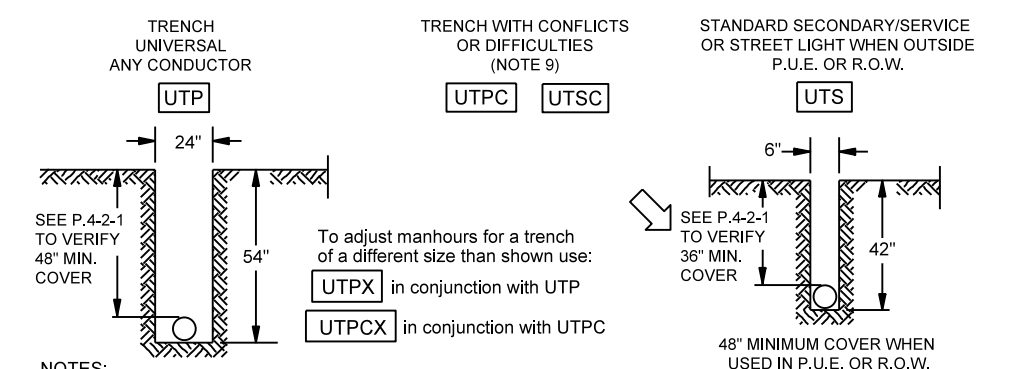 TRENCH
UNIVERSAL
ANY CONDUCTOR
UTP
24"
SEE P.4-2-1
TO VERIFY
48" MIN.
COVER
54"
NOTES:
TRENCH WITH CONFLICTS
OR DIFFICULTIES
(NOTE 9)
UTPC UTSC
To adjust manhours for a trench
of a different size than shown use:
UTPX in conjunction with UTP
UTPCX in conjunction with UTPC
STANDARD SECONDARY/SERVICE
OR STREET LIGHT WHEN OUTSIDE
P.U.E. OR R.O.W.
UTS
6"
SEE P.4-2-1
TO VERIFY
36" MIN.
COVER
42"
48" MINIMUM COVER WHEN
USED IN P.U.E. OR R.O.W.